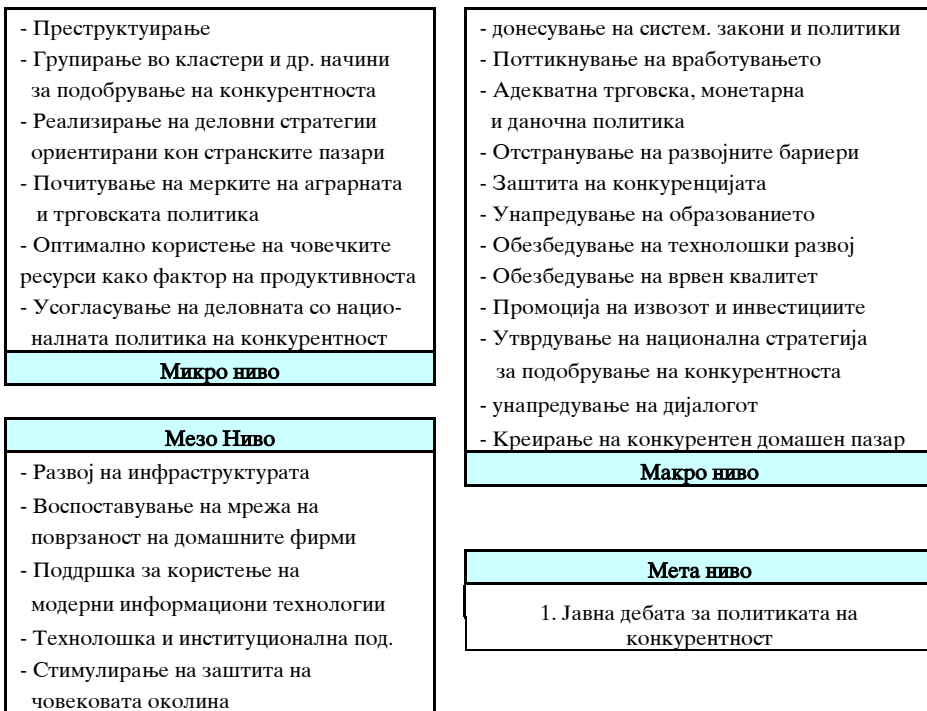 - Преструктуирање
- Групирање во кластери и др. начини
за подобрување на конкурентноста
- Реализирање на деловни стратегии
ориентирани кон странските пазари
- Почитување на мерките на аграрната
и трговската политика
- Оптимално користење на човечките
ресурси како фактор на продуктивноста
- Усогласување на деловната со нацио-
налната политика на конкурентност
Микро ниво
Мезо Ниво
- Развој на инфраструктурата
- Воспоставување на мрежа на
поврзаност на домашните фирми
- Поддршка за користење на
модерни информациони технологии
- Технолошка и институционална под.
- Стимулирање на заштита на
човековата околина
- донесување на систем. закони и политики
- Поттикнување на вработувањето
- Адекватна трговска, монетарна
и даночна политика
- Отстранување на развојните бариери
- Заштита на конкуренцијата
- Унапредување на образованието
- Обезбедување на технолошки развој
- Обезбедување на врвен квалитет
- Промоција на извозот и инвестициите
- Утврдување на национална стратегија
за подобрување на конкурентноста
- унапредување на дијалогот
- Креирање на конкурентен домашен пазар
Макро ниво
Мета ниво
1. Јавна дебата за политиката на
конкурентност